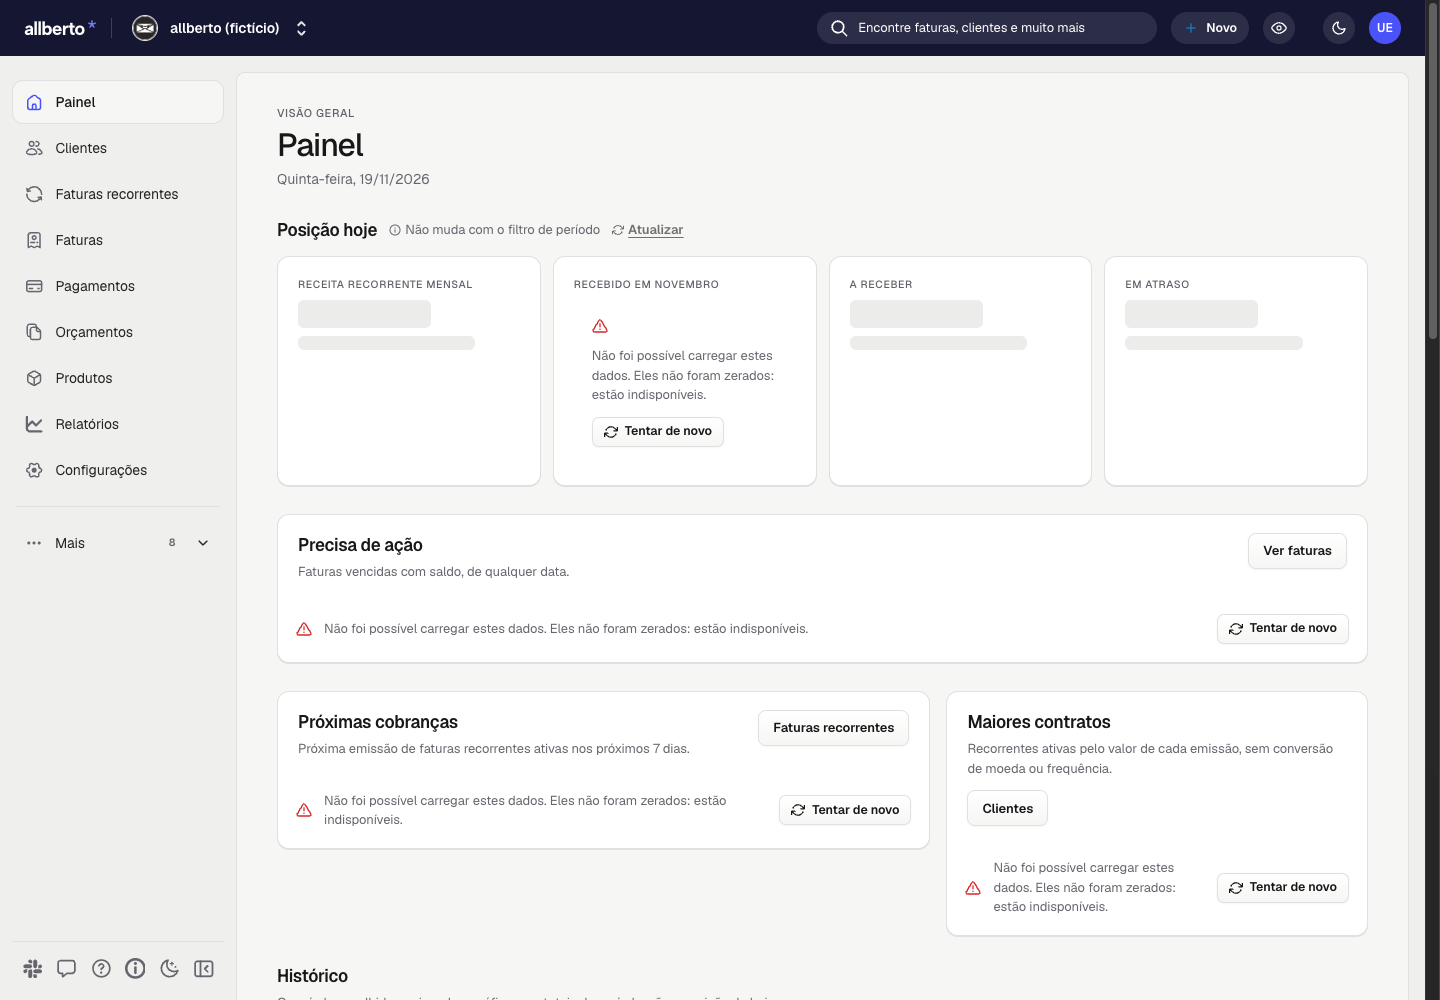 allberto*
allberto (fictício)
Encontre faturas, clientes e muito mais
+ Novo
UE
Painel
Clientes
Faturas recorrentes
Faturas
Pagamentos
Orçamentos
Produtos
Relatórios
Configurações
Mais 8
VISÃO GERAL
Painel
Quinta-feira, 19/11/2026
Posição hoje
Não muda com o filtro de período
Atualizar
RECEITA RECORRENTE MENSAL
RECEBIDO EM NOVEMBRO
Não foi possível carregar estes
dados. Eles não foram zerados:
estão indisponíveis.
Tentar de novo
A RECEBER
EM ATRASO
Precisa de ação
Faturas vencidas com saldo, de qualquer data.
Ver faturas
Não foi possível carregar estes dados. Eles não foram zerados: estão indisponíveis.
Tentar de novo
Próximas cobranças
Próxima emissão de faturas recorrentes ativas nos próximos 7 dias.
Faturas recorrentes
Não foi possível carregar estes dados. Eles não foram zerados: estão
indisponíveis.
Tentar de novo
Maiores contratos
Recorrentes ativas pelo valor de cada emissão, sem conversão
de moeda ou frequência.
Clientes
Não foi possível carregar estes
dados. Eles não foram zerados:
estão indisponíveis.
Tentar de novo
Histórico